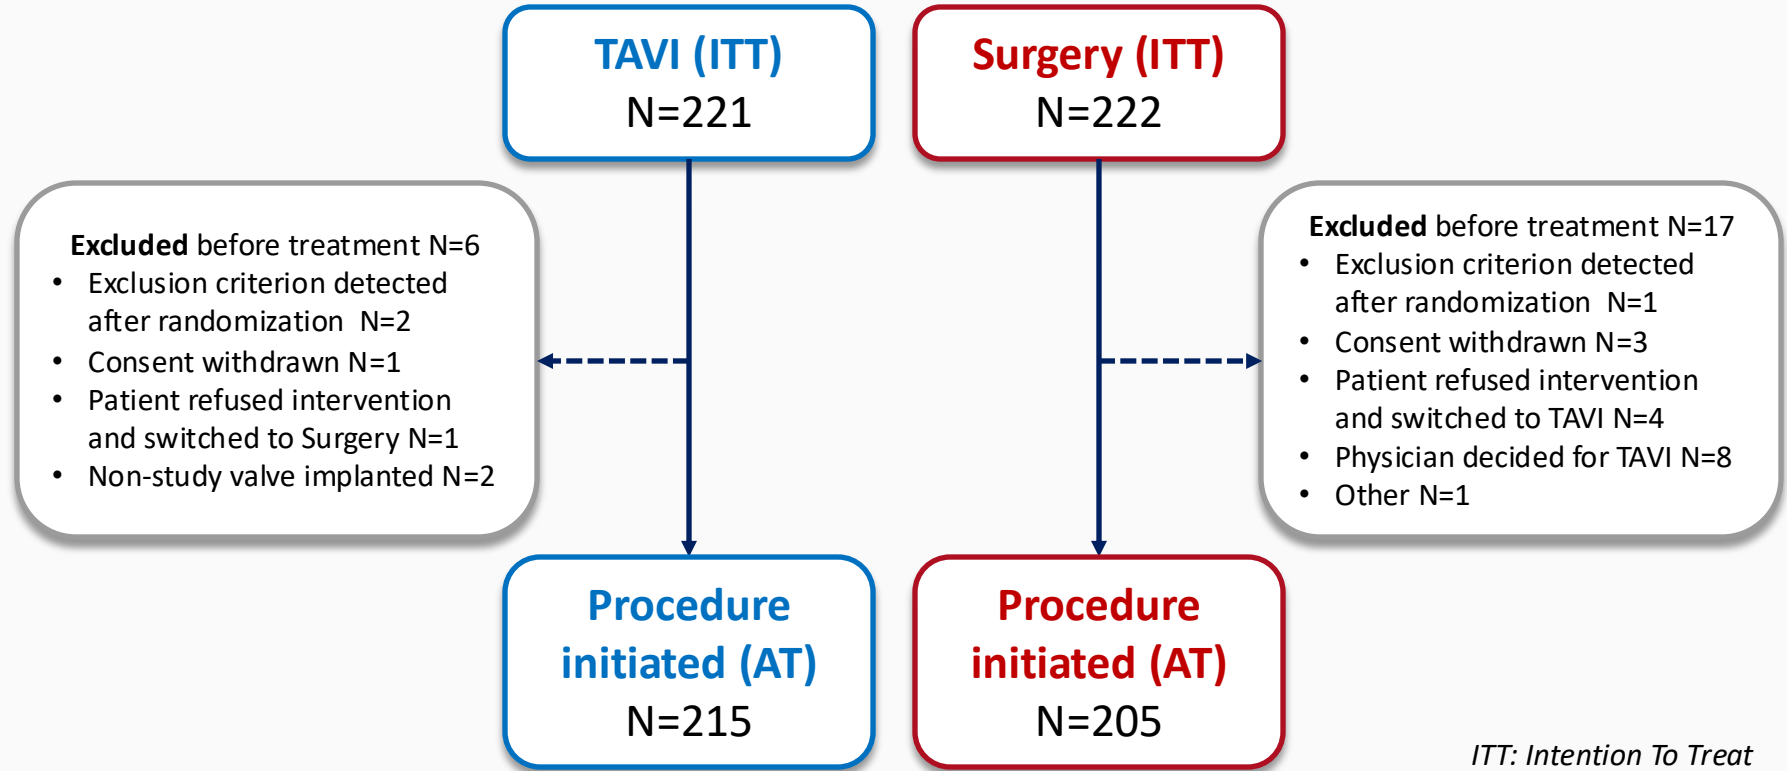 TAVI (ITT)
N=221
Surgery (ITT)
N=222
Excluded before treatment N=6
• Exclusion criterion detected
after randomization N=2
• Consent withdrawn N=1
• Patient refused intervention
and switched to Surgery N=1
• Non-study valve implanted N=2
Excluded before treatment N=17
• Exclusion criterion detected
after randomization N=1
• Consent withdrawn N=3
• Patient refused intervention
and switched to TAVI N=4
• Physician decided for TAVI N=8
• Other N=1
Procedure
initiated (AT)
N=215
Procedure
initiated (AT)
N=205
ITT: Intention To Treat